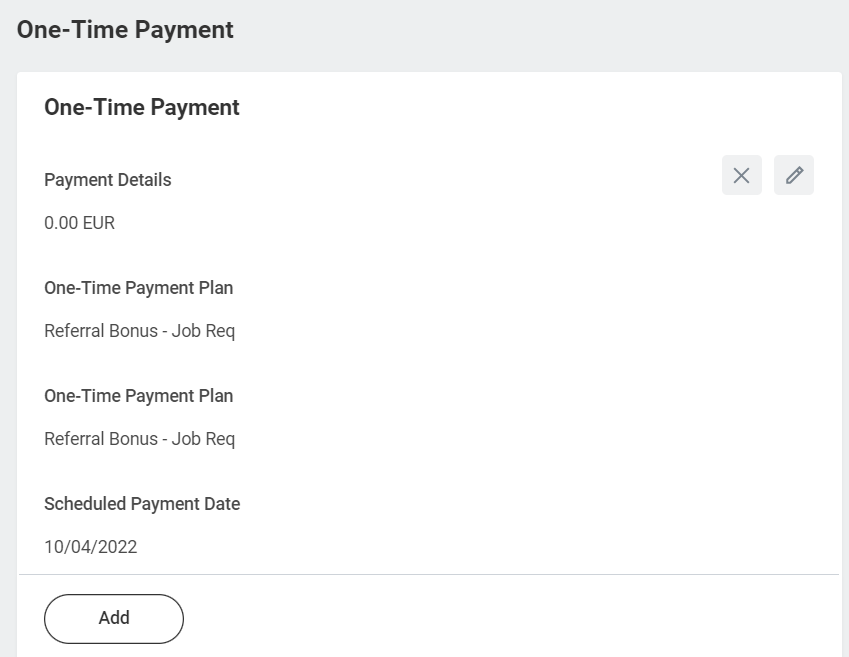 One-Time Payment
One-Time Payment
Payment Details
0.00 EUR
One-Time Payment Plan
Referral Bonus - Job Req
One-Time Payment Plan
Referral Bonus - Job Req
Scheduled Payment Date
10/04/2022
Add